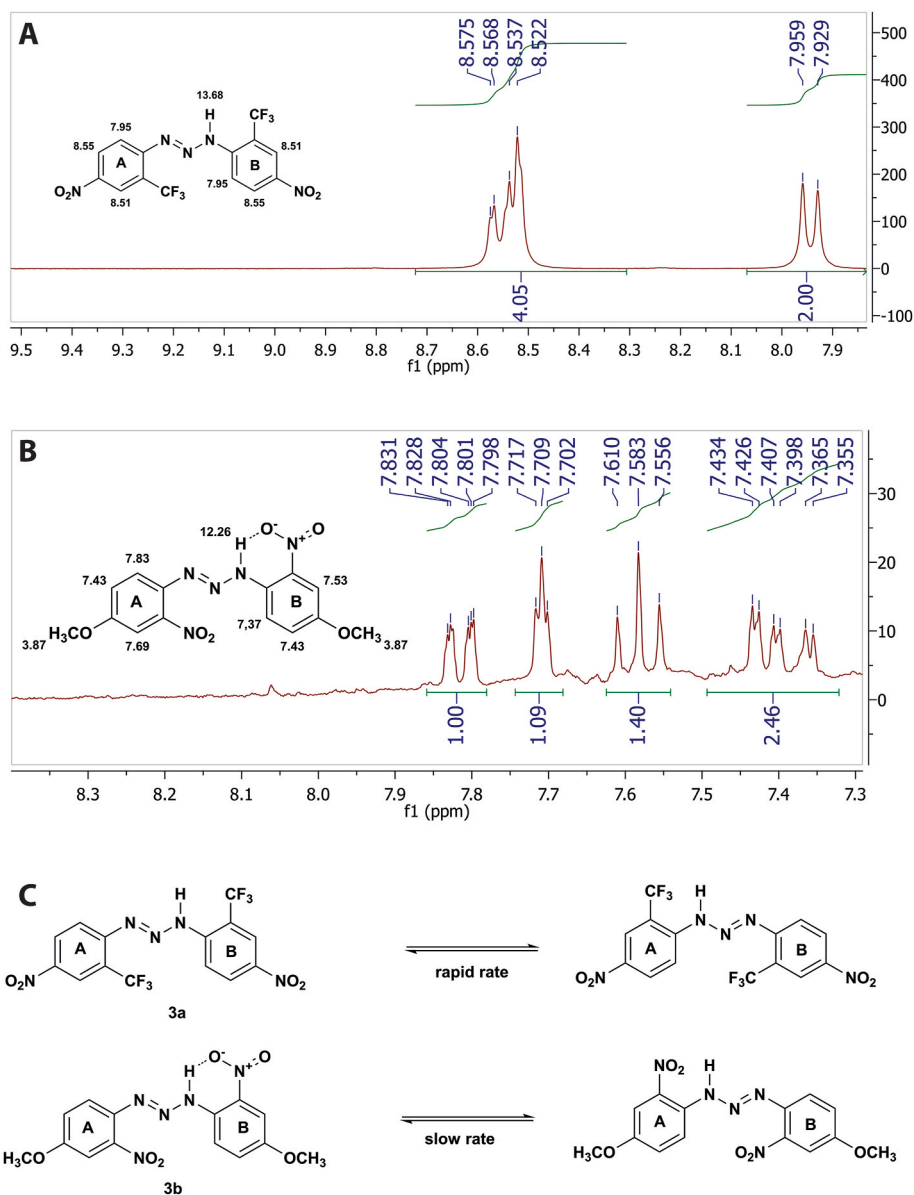 A
8.575
8.568
8.537
8.522
7.959
7.929
500
400
300
200
100
0
-100
13.68
H
CF3
7.95
8.55
N N N
A
B
8.51
O2N
CF3
7.95
NO2
8.51
8.55
4.05
2.00
9.5 9.4 9.3 9.2 9.1 9.0 8.9 8.8 8.7 8.6 8.5 8.4 8.3 8.2 8.1 8.0 7.9
f1 (ppm)
B
7.831
7.828
7.804
7.801
7.798
7.717
7.709
7.702
7.610
7.583
7.556
7.434
7.426
7.407
7.398
7.365
7.355
30
20
10
0
12.26
O- O
H N+
7.83
7.43
N N N
7.53
A
B
3.87 H3CO
NO2
7,37
OCH3 3.87
7.69
7.43
1.00
1.09
1.40
2.46
8.3 8.2 8.1 8.0 7.9 7.8 7.7 7.6 7.5 7.4 7.3
f1 (ppm)
C
H CF3
N N N
A
B
O2N
CF3
NO2
3a
rapid rate
CF3 H
N N N
A
B
O2N
F3C
NO2
O- O
H N+
N N N
A
B
H3CO
NO2
OCH3
3b
slow rate
NO2 H
N N N
A
B
H3CO
O2N
OCH3